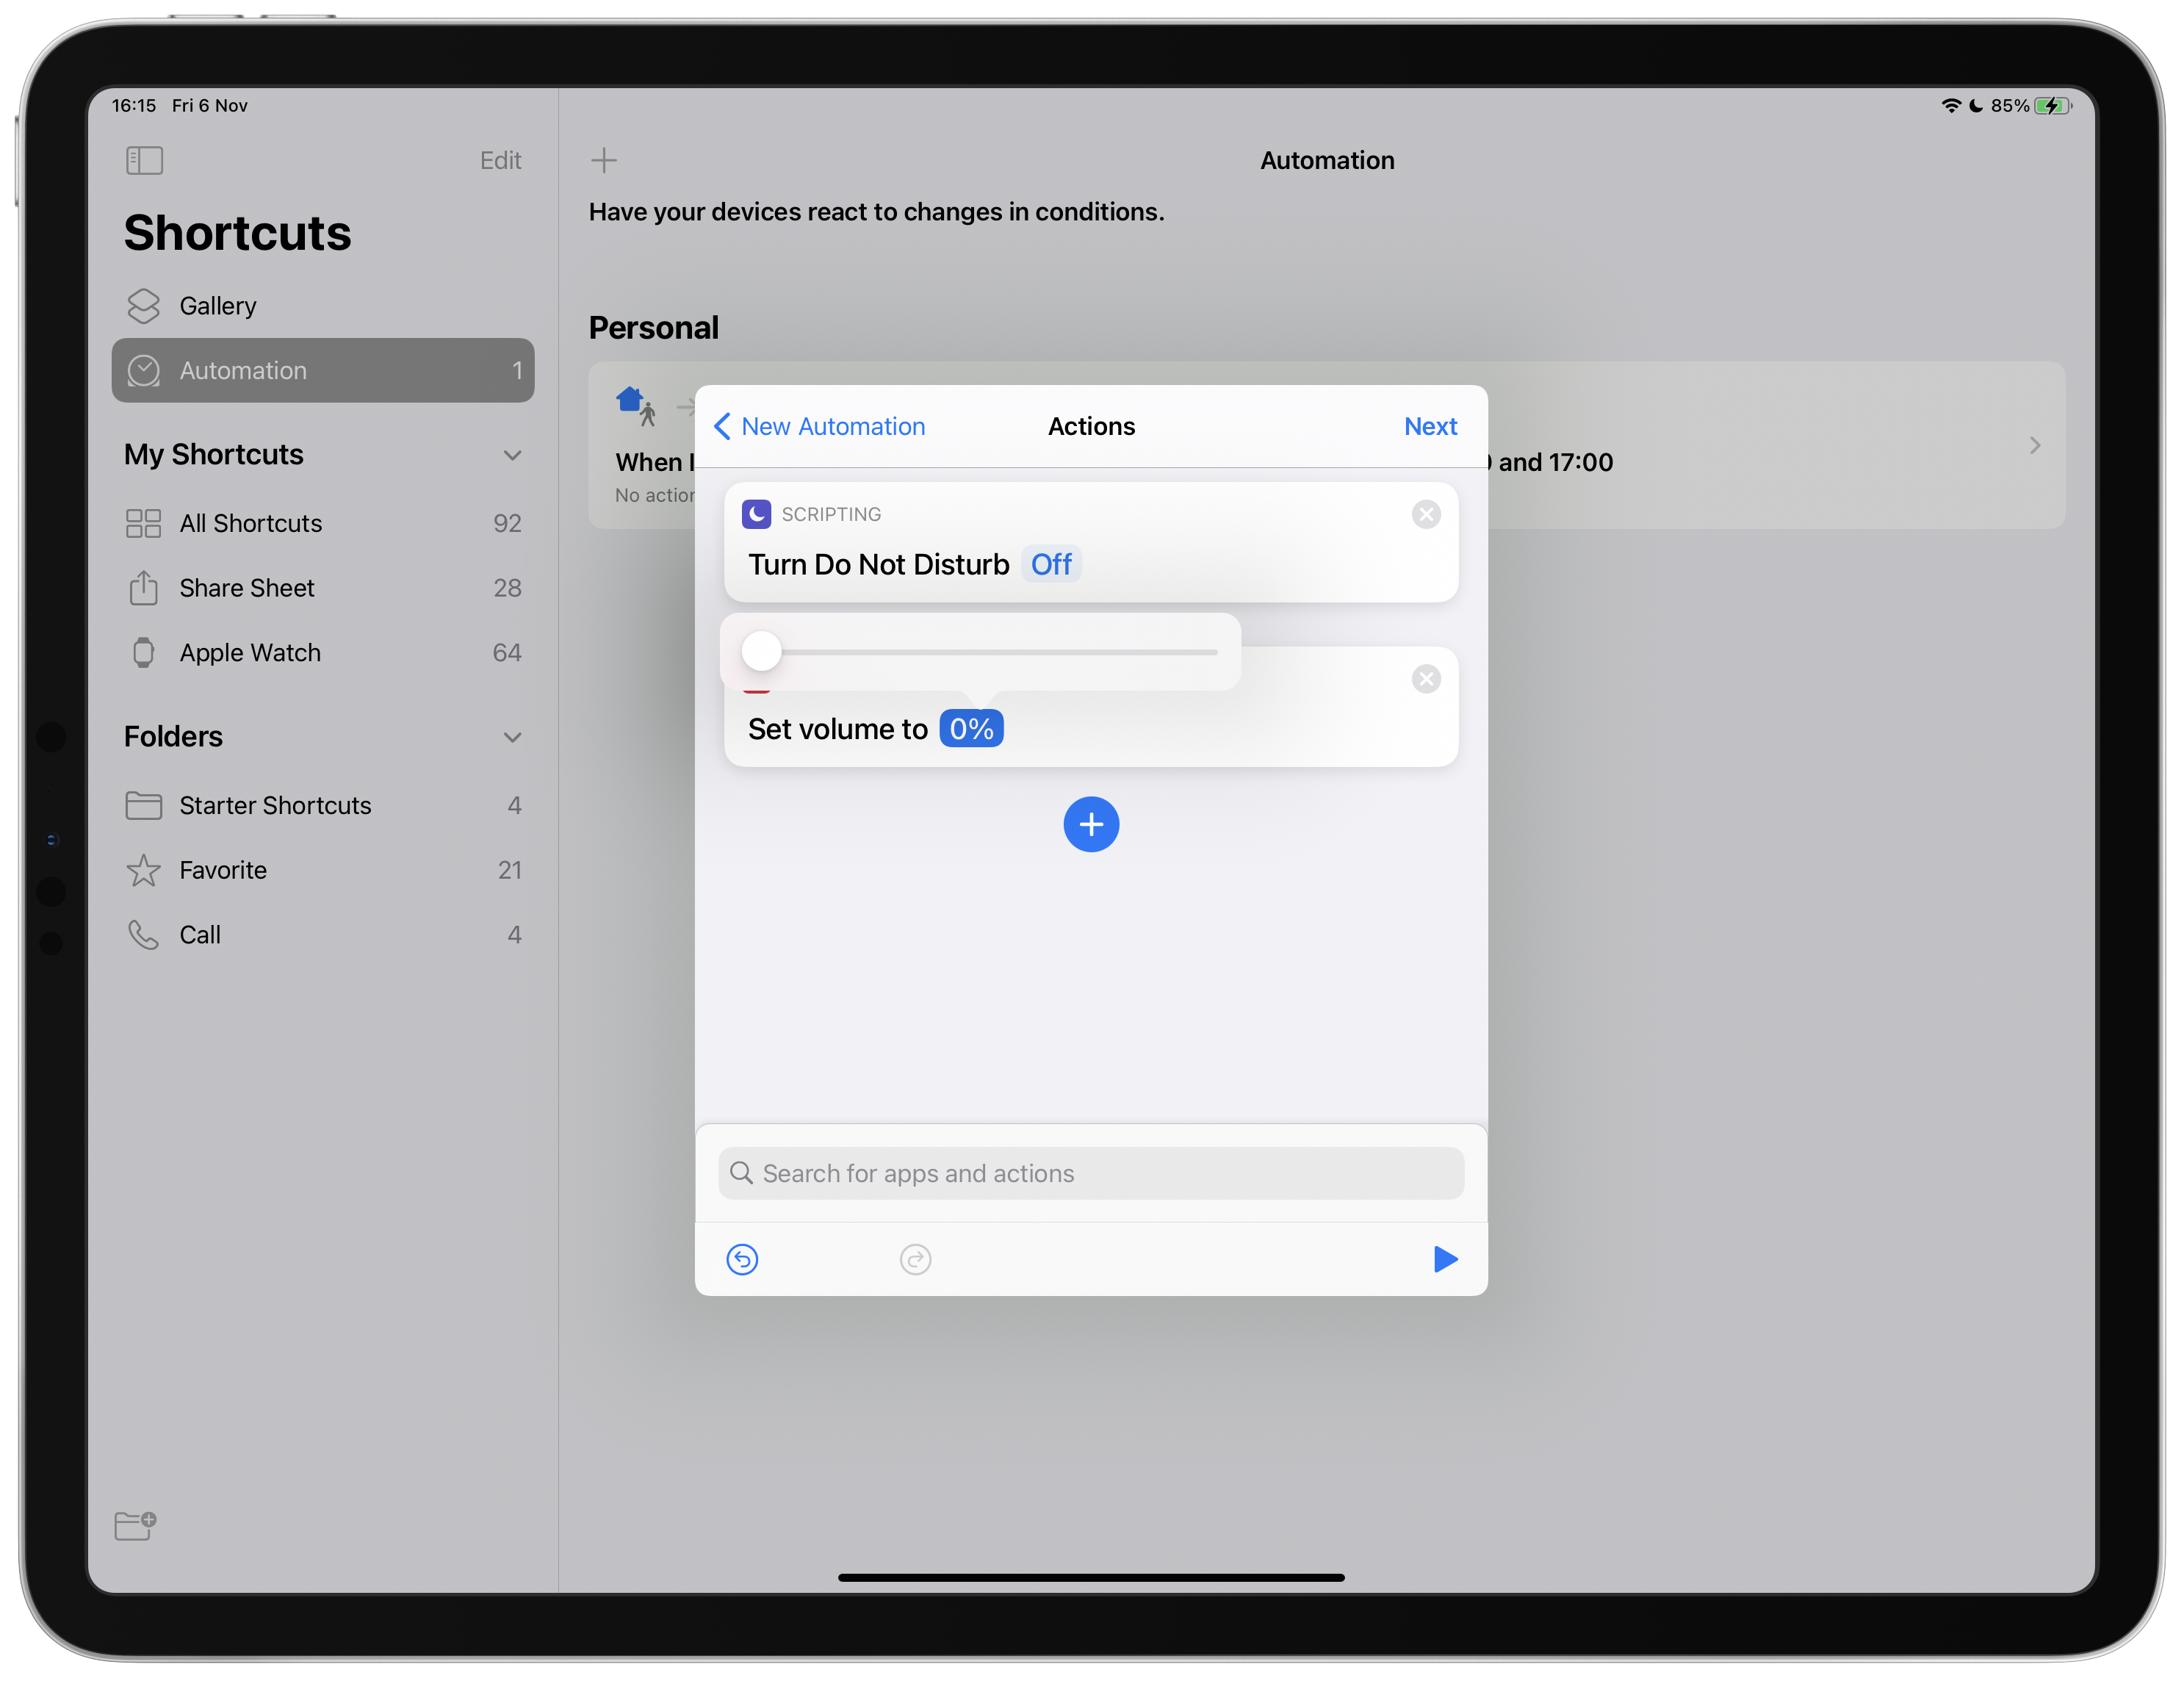 16:15 Fri 6 Nov
85%
Edit
Shortcuts
Gallery
Automation 1
My Shortcuts
All Shortcuts 92
Share Sheet 28
Apple Watch 64
Folders
Starter Shortcuts 4
Favorite 21
Call 4
Automation
Have your devices react to changes in conditions.
Personal
When I
and 17:00
No
New Automation
Actions
Next
SCRIPTING
Turn Do Not Disturb Off
Set volume to 0%
Search for apps and actions